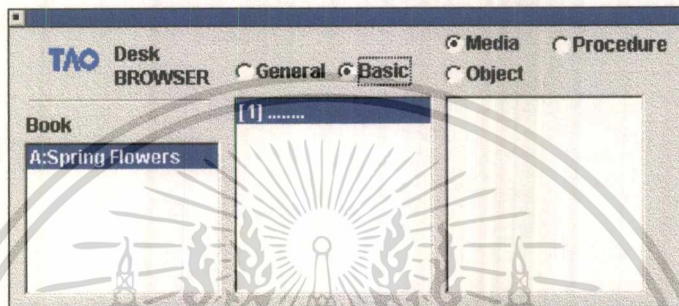 TAO Desk BROWSER
Book
A:Spring Flowers
General Basic
[1] ........
Media Procedure
Object